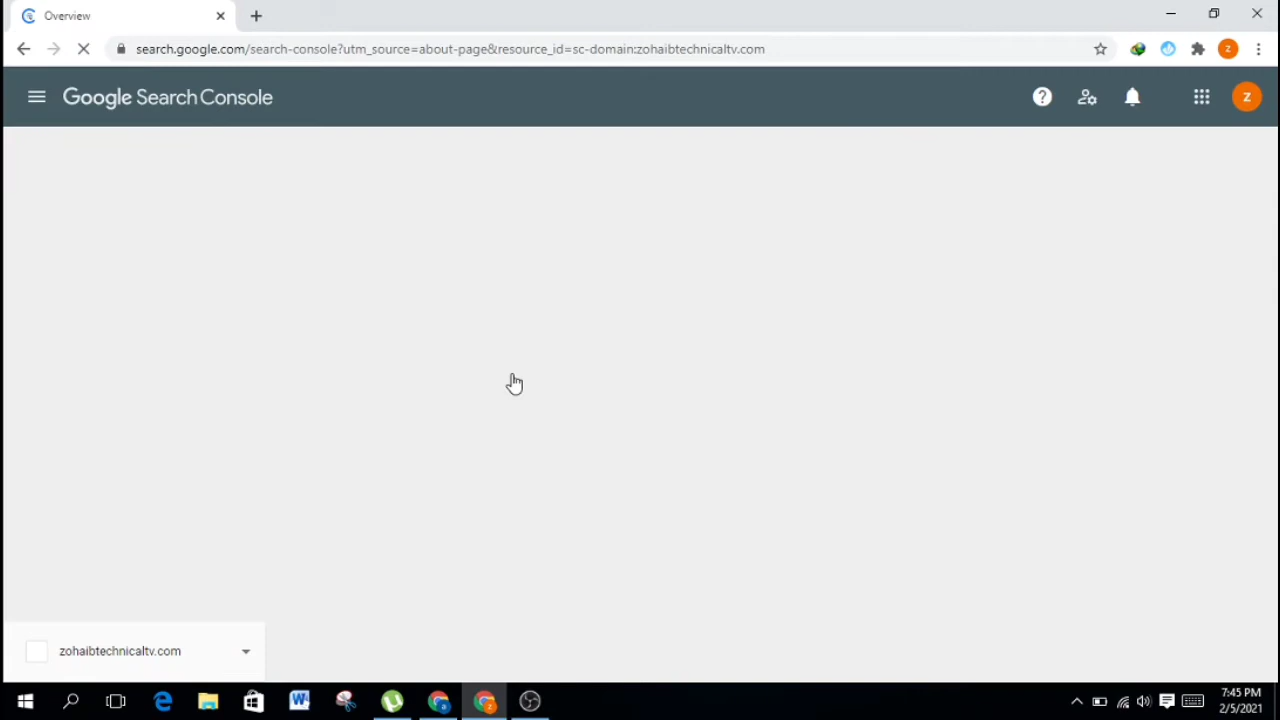 Overview
search.google.com/search-console?utm_source=about-page&resource_id=sc-domain:zohaibtechnicaltv.com
Z
Google Search Console
?
Z
zohaibtechnicaltv.com
7:45 PM
2/5/2021